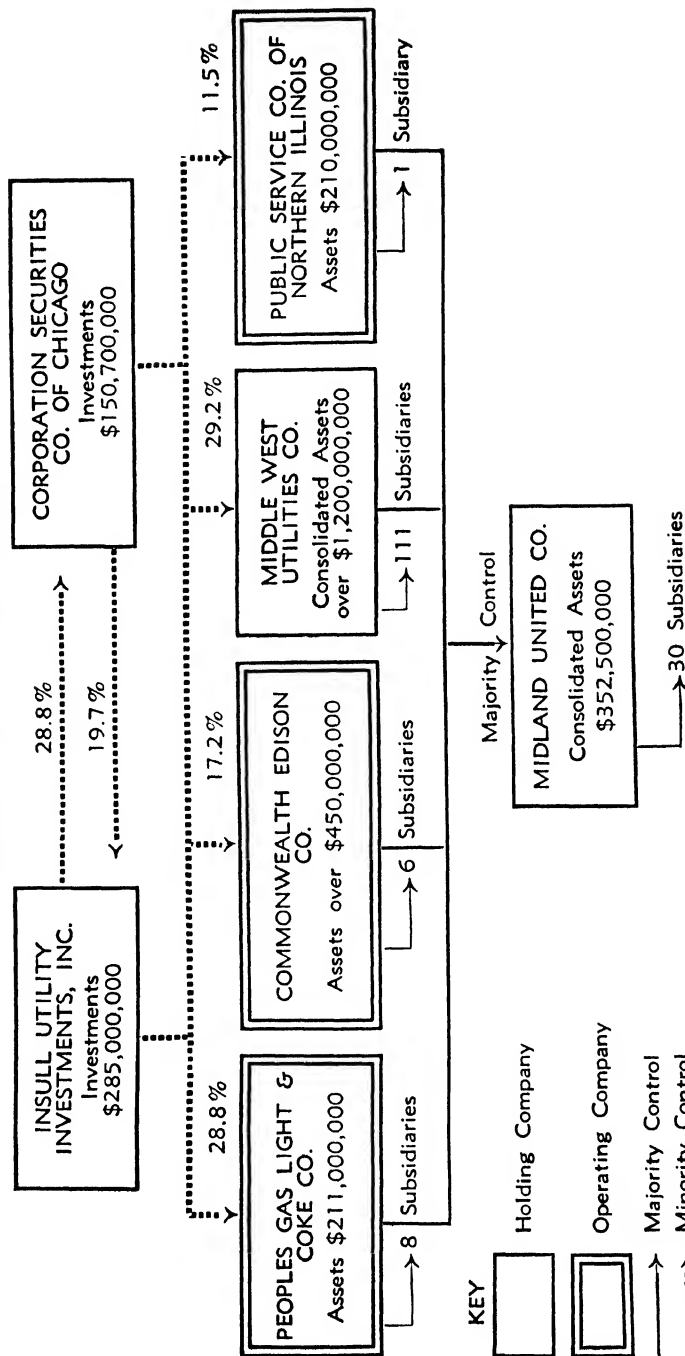 INSULL UTILITY
INVESTMENTS, INC.
Investments
$285,000,000
28.8%
19.7%
CORPORATION SECURITIES
CO. OF CHICAGO
Investments
$150,700,000
28.8%
17.2%
29.2%
11.5%
PEOPLES GAS LIGHT &
COKE CO.
Assets $211,000,000
8 Subsidiaries
COMMONWEALTH EDISON
CO.
Assets over $450,000,000
6 Subsidiaries
MIDDLE WEST
UTILITIES CO.
Consolidated Assets
over $1,200,000,000
111 Subsidiaries
PUBLIC SERVICE CO. OF
NORTHERN ILLINOIS
Assets $210,000,000
1 Subsidiary
Majority Control
MIDLAND UNITED CO.
Consolidated Assets
$352,500,000
30 Subsidiaries
KEY
Holding Company
Operating Company
Majority Control
Minority Control